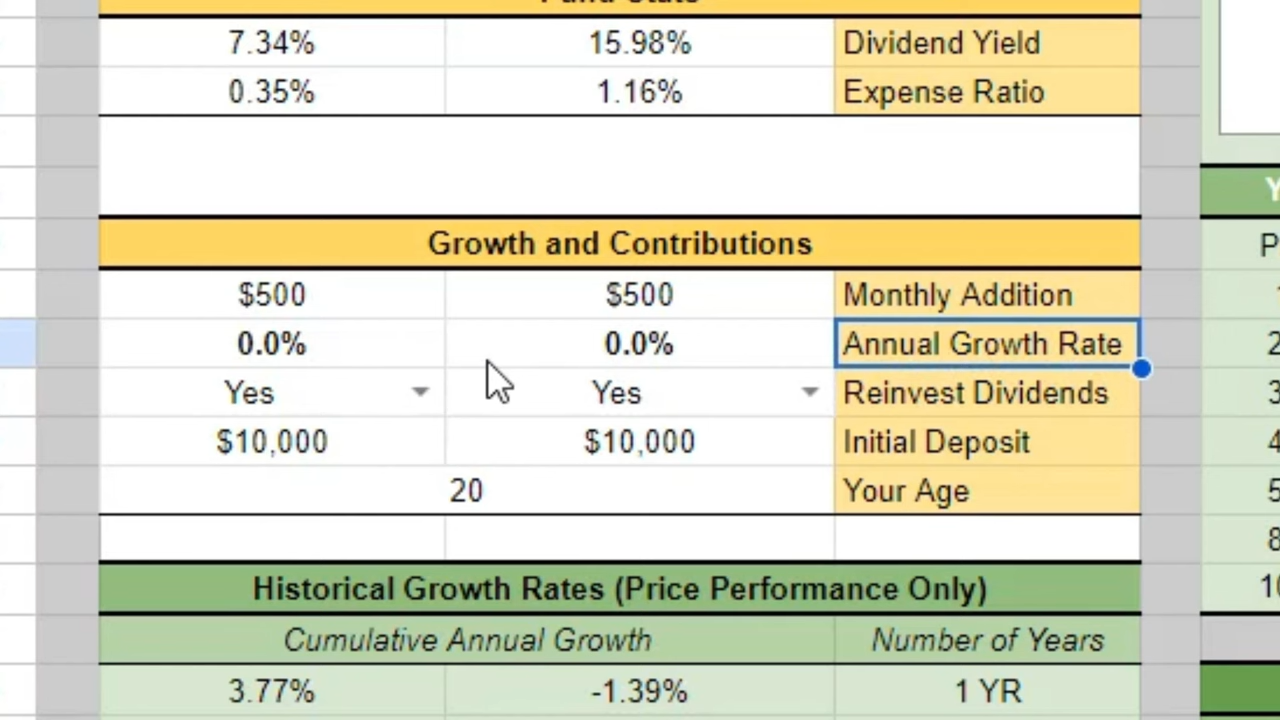 7.34% 15.98% Dividend Yield
0.35% 1.16% Expense Ratio
Growth and Contributions
$500 $500 Monthly Addition
0.0% 0.0% Annual Growth Rate
Yes Yes Reinvest Dividends
$10,000 $10,000 Initial Deposit
20 Your Age
Historical Growth Rates (Price Performance Only)
Cumulative Annual Growth Number of Years
3.77% -1.39% 1 YR